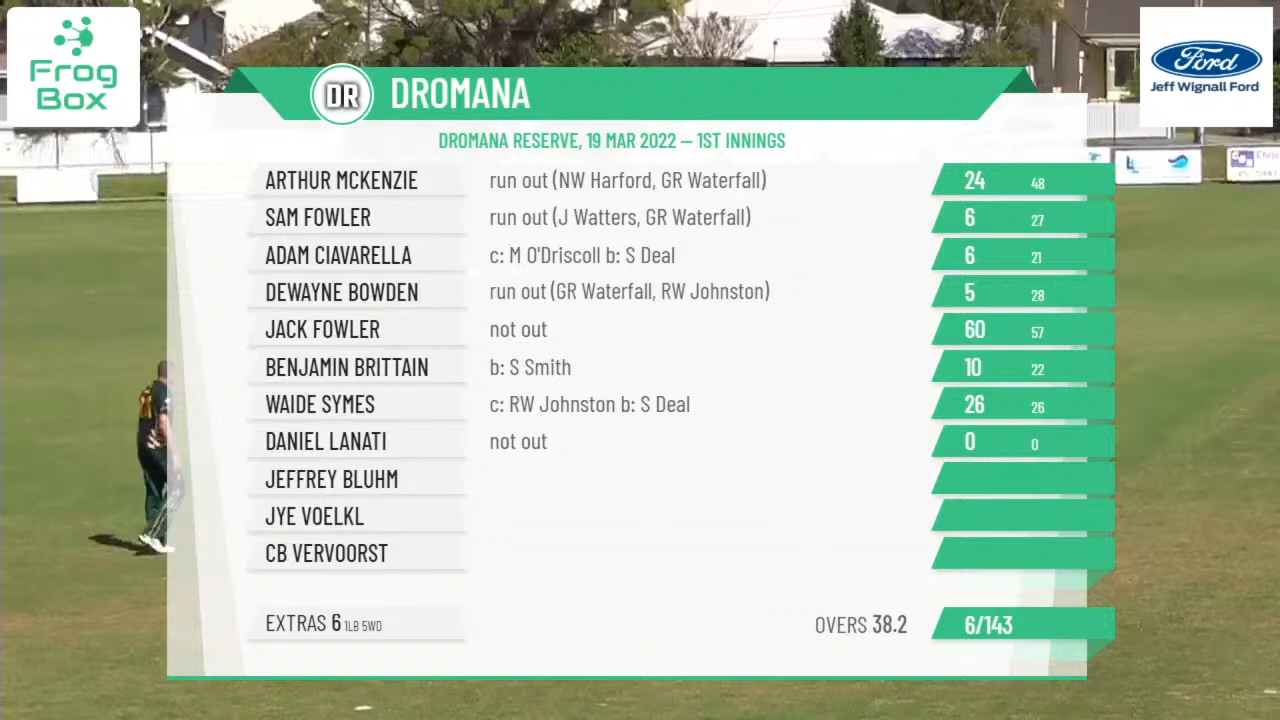 Frog
Box
Ford
Jeff Wignall Ford
DR DROMANA
DROMANA RESERVE, 19 MAR 2022 – 1ST INNINGS
ARTHUR MCKENZIE run out (NW Harford, GR Waterfall) 24 48
SAM FOWLER run out (J Watters, GR Waterfall) 6 27
ADAM CIAVARELLA c: M O'Driscoll b: S Deal 6 21
DEWAYNE BOWDEN run out (GR Waterfall, RW Johnston) 5 28
JACK FOWLER not out 60 57
BENJAMIN BRITTAIN b: S Smith 10 22
WAIDE SYMES c: RW Johnston b: S Deal 26 26
DANIEL LANATI not out 0 0
JEFFREY BLUHM
JYE VOELKL
CB VERVOORST
EXTRAS 6 1LB 5WD OVERS 38.2 6/143